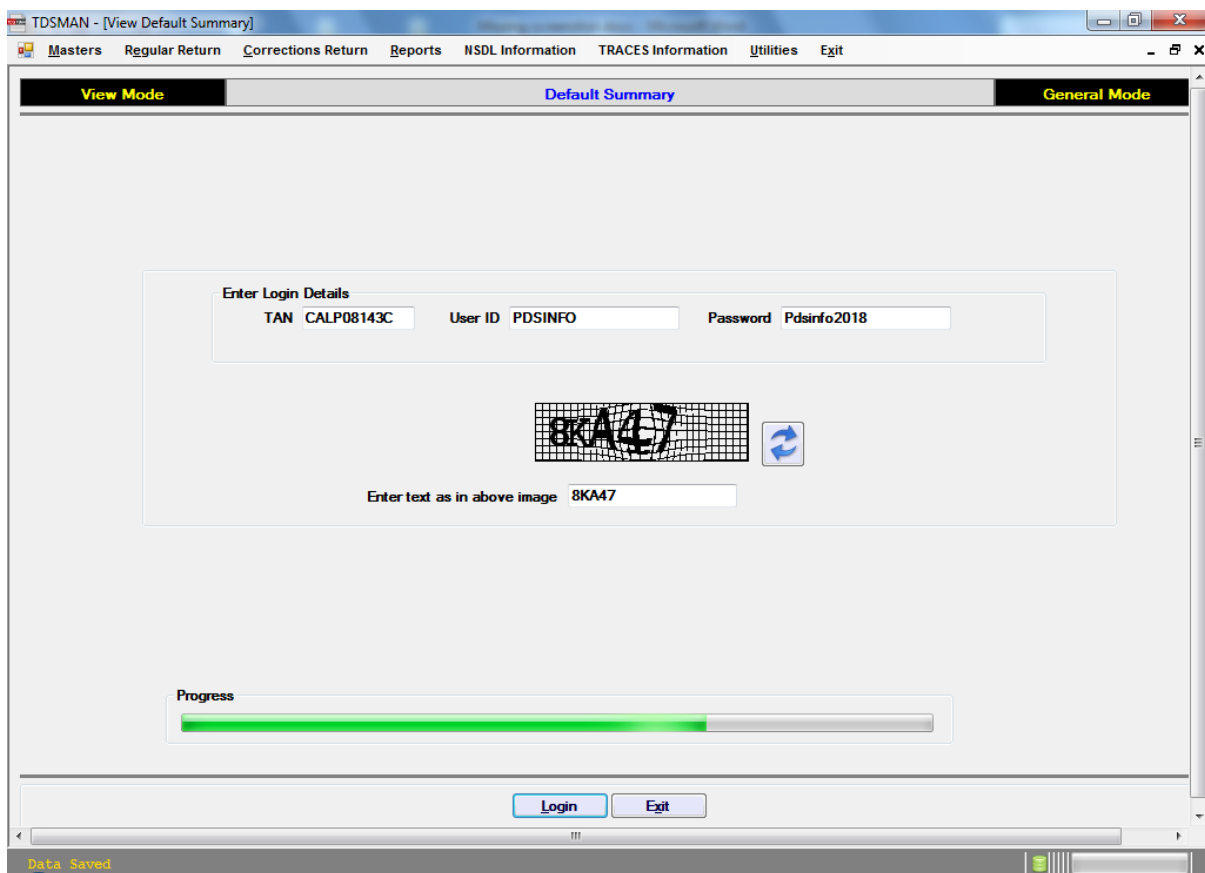 TDSMAN - [View Default Summary]
Masters Regular Return Corrections Return Reports NSDL Information TRACES Information Utilities Exit
View Mode Default Summary General Mode
Enter Login Details
TAN CALP08143C User ID PDSINFO Password Pdsinfo2018
8KA47
Enter text as in above image 8KA47
Progress
Login Exit
Data Saved